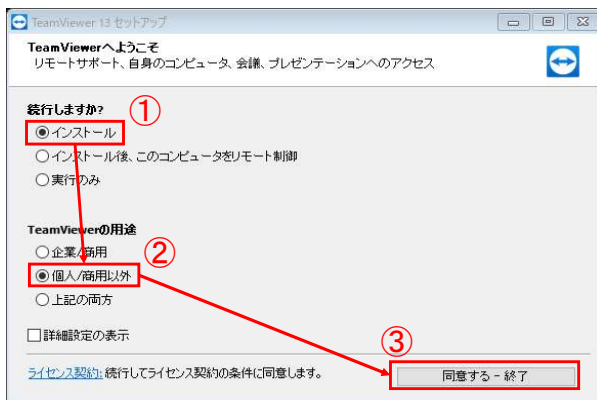 TeamViewer 13 セットアップ
TeamViewerへようこそ
リモートサポート、自身のコンピュータ、会議、プレゼンテーションへのアクセス
続行しますか?
①
インストール
インストール後、このコンピュータをリモート制御
実行のみ
TeamViewerの用途
②
企業/商用
個人/商用以外
上記の両方
詳細設定の表示
③
ライセンス契約: 続行してライセンス契約の条件に同意します。
同意する - 終了